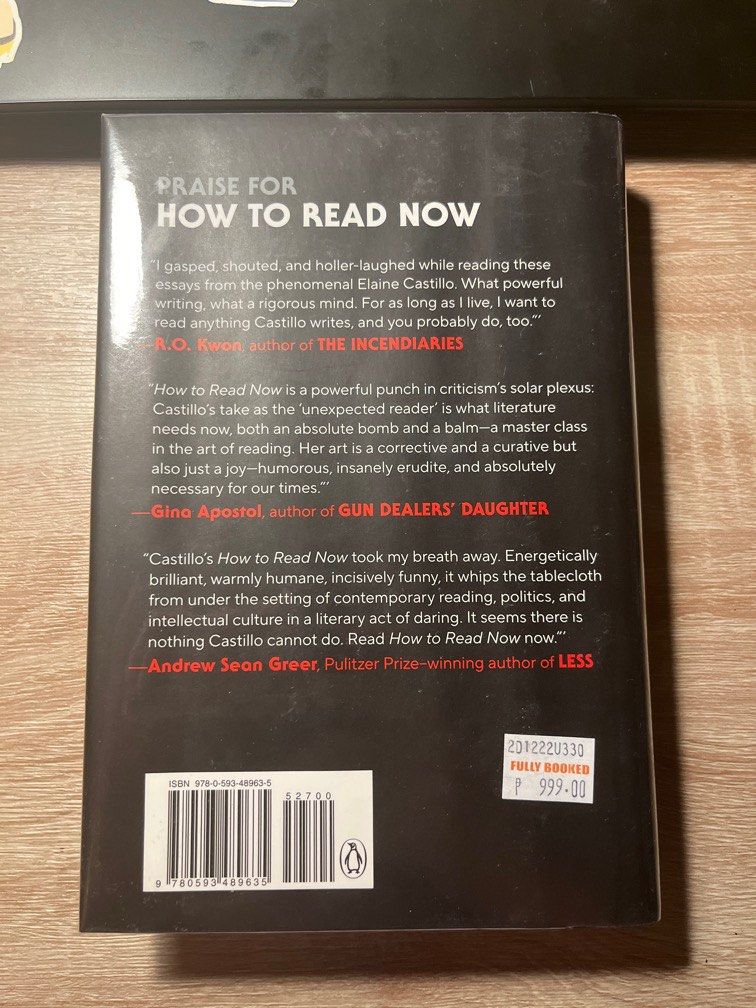 PRAISE FOR
HOW TO READ NOW
"I gasped, shouted, and holler-laughed while reading these
essays from the phenomenal Elaine Castillo. What powerful
writing, what a rigorous mind. For as long as I live, I want to
read anything Castillo writes, and you probably do, too."’
—R.O. Kwon, author of THE INCENDIARIES
"How to Read Now is a powerful punch in criticism’s solar plexus:
Castillo’s take as the ‘unexpected reader’ is what literature
needs now, both an absolute bomb and a balm—a master class
in the art of reading. Her art is a corrective and a curative but
also just a joy—humorous, insanely erudite, and absolutely
necessary for our times."’
—Gina Apostol, author of GUN DEALERS’ DAUGHTER
"Castillo’s How to Read Now took my breath away. Energetically
brilliant, warmly humane, incisively funny, it whips the tablecloth
from under the setting of contemporary reading, politics, and
intellectual culture in a literary act of daring. It seems there is
nothing Castillo cannot do. Read How to Read Now now."’
—Andrew Sean Greer, Pulitzer Prize–winning author of LESS
201222U330
FULLY BOOKED
₱ 999.00
ISBN 978-0-593-48963-5
52700
9 780593 489635